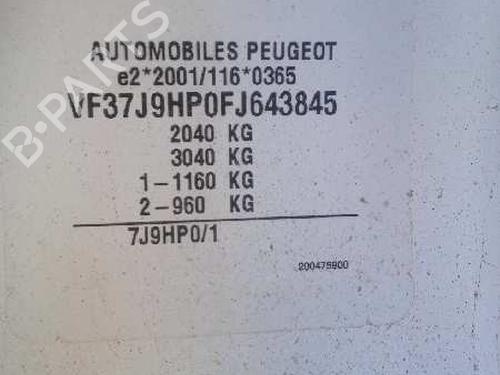 AUTOMOBILES PEUGEOT
e2*2001/116*0365
VF37J9HP0FJ643845
2040 KG
3040 KG
1-1160 KG
2-960 KG
7J9HP0/1
B-PARTS